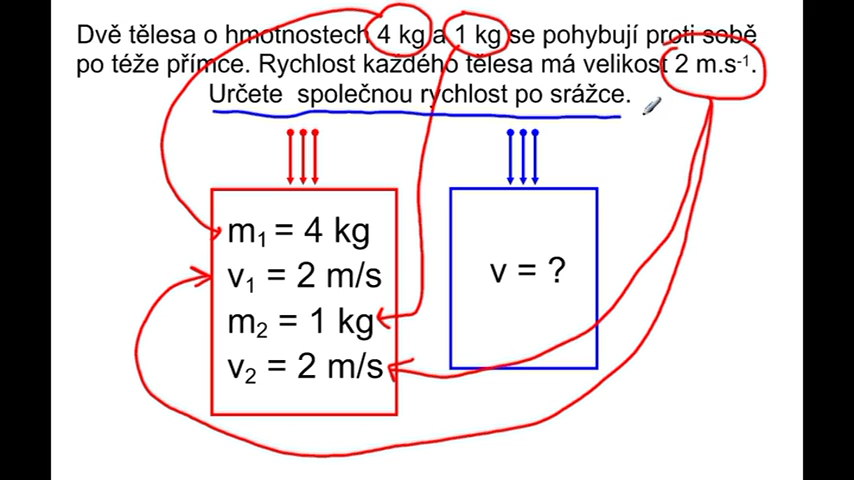 Dvě tělesa o hmotnostech 4 kg a 1 kg se pohybují proti sobě
po téže přímce. Rychlost každého tělesa má velikost 2 m.s⁻¹.
Určete společnou rychlost po srážce.
m₁ = 4 kg
v₁ = 2 m/s
m₂ = 1 kg
v₂ = 2 m/s
v = ?